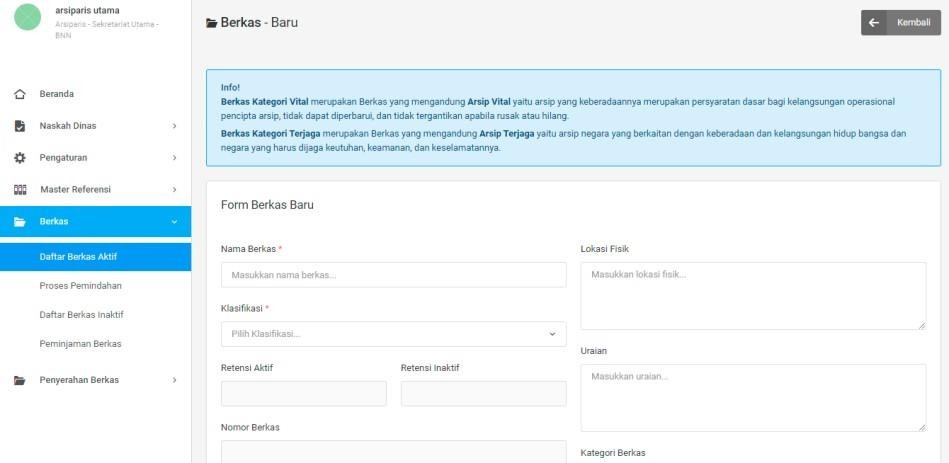 arsiparis utama
Arsiparis - Sekretariat Utama -
BNN
Beranda
Naskah Dinas
Pengaturan
Master Referensi
Berkas
Daftar Berkas Aktif
Proses Pemindahan
Daftar Berkas Inaktif
Peminjaman Berkas
Penyerahan Berkas
Berkas - Baru
Kembali
Info!
Berkas Kategori Vital merupakan Berkas yang mengandung Arsip Vital yaitu arsip yang keberadaannya merupakan persyaratan dasar bagi kelangsungan operasional
pencipta arsip, tidak dapat diperbarui, dan tidak tergantikan apabila rusak atau hilang.
Berkas Kategori Terjaga merupakan Berkas yang mengandung Arsip Terjaga yaitu arsip negara yang berkaitan dengan keberadaan dan kelangsungan hidup bangsa dan
negara yang harus dijaga keutuhan, keamanan, dan keselamatannya.
Form Berkas Baru
Nama Berkas *
Masukkan nama berkas...
Klasifikasi *
Pilih Klasifikasi...
Retensi Aktif
Retensi Inaktif
Nomor Berkas
Lokasi Fisik
Masukkan lokasi fisik...
Uraian
Masukkan uraian...
Kategori Berkas